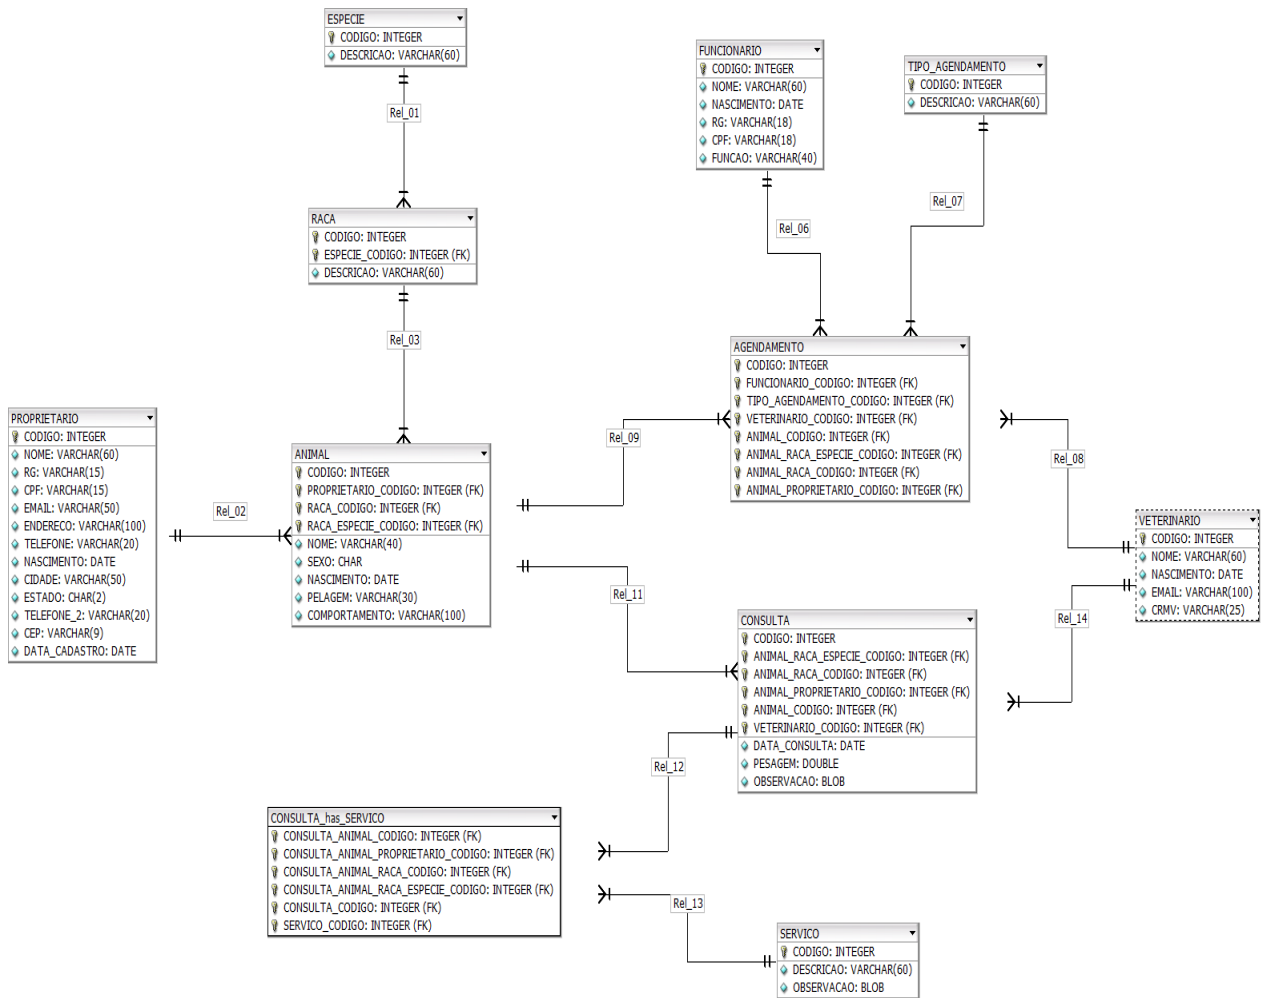 ESPECIE
CODIGO: INTEGER
DESCRICAO: VARCHAR(60)
Rel_01
RACA
CODIGO: INTEGER
ESPECIE_CODIGO: INTEGER (FK)
DESCRICAO: VARCHAR(60)
Rel_03
FUNCIONARIO
CODIGO: INTEGER
NOME: VARCHAR(60)
NASCIMENTO: DATE
RG: VARCHAR(18)
CPF: VARCHAR(18)
FUNCAO: VARCHAR(40)
Rel_06
TIPO_AGENDAMENTO
CODIGO: INTEGER
DESCRICAO: VARCHAR(60)
Rel_07
AGENDAMENTO
CODIGO: INTEGER
FUNCIONARIO_CODIGO: INTEGER (FK)
TIPO_AGENDAMENTO_CODIGO: INTEGER (FK)
VETERINARIO_CODIGO: INTEGER (FK)
ANIMAL_CODIGO: INTEGER (FK)
ANIMAL_RACA_ESPECIE_CODIGO: INTEGER (FK)
ANIMAL_RACA_CODIGO: INTEGER (FK)
ANIMAL_PROPRIETARIO_CODIGO: INTEGER (FK)
PROPRIETARIO
CODIGO: INTEGER
NOME: VARCHAR(60)
RG: VARCHAR(15)
CPF: VARCHAR(15)
EMAIL: VARCHAR(50)
ENDERECO: VARCHAR(100)
TELEFONE: VARCHAR(20)
NASCIMENTO: DATE
CIDADE: VARCHAR(50)
ESTADO: CHAR(2)
TELEFONE_2: VARCHAR(20)
CEP: VARCHAR(9)
DATA_CADASTRO: DATE
Rel_02
ANIMAL
CODIGO: INTEGER
PROPRIETARIO_CODIGO: INTEGER (FK)
RACA_CODIGO: INTEGER (FK)
RACA_ESPECIE_CODIGO: INTEGER (FK)
NOME: VARCHAR(40)
SEXO: CHAR
NASCIMENTO: DATE
PELAGEM: VARCHAR(30)
COMPORTAMENTO: VARCHAR(100)
Rel_09
Rel_08
VETERINARIO
CODIGO: INTEGER
NOME: VARCHAR(60)
NASCIMENTO: DATE
EMAIL: VARCHAR(100)
CRMV: VARCHAR(25)
Rel_11
Rel_14
CONSULTA
CODIGO: INTEGER
ANIMAL_RACA_ESPECIE_CODIGO: INTEGER (FK)
ANIMAL_RACA_CODIGO: INTEGER (FK)
ANIMAL_PROPRIETARIO_CODIGO: INTEGER (FK)
ANIMAL_CODIGO: INTEGER (FK)
VETERINARIO_CODIGO: INTEGER (FK)
DATA_CONSULTA: DATE
PESAGEM: DOUBLE
OBSERVACAO: BLOB
Rel_12
CONSULTA_has_SERVICO
CONSULTA_ANIMAL_CODIGO: INTEGER (FK)
CONSULTA_ANIMAL_PROPRIETARIO_CODIGO: INTEGER (FK)
CONSULTA_ANIMAL_RACA_CODIGO: INTEGER (FK)
CONSULTA_ANIMAL_RACA_ESPECIE_CODIGO: INTEGER (FK)
CONSULTA_CODIGO: INTEGER (FK)
SERVICO_CODIGO: INTEGER (FK)
Rel_13
SERVICO
CODIGO: INTEGER
DESCRICAO: VARCHAR(60)
OBSERVACAO: BLOB